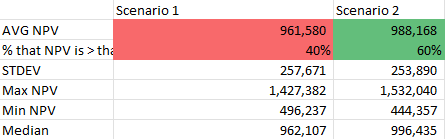 Scenario 1 Scenario 2
AVG NPV 961,580 988,168
% that NPV is > tha 40% 60%
STDEV 257,671 253,890
Max NPV 1,427,382 1,532,040
Min NPV 496,237 444,357
Median 962,107 996,435